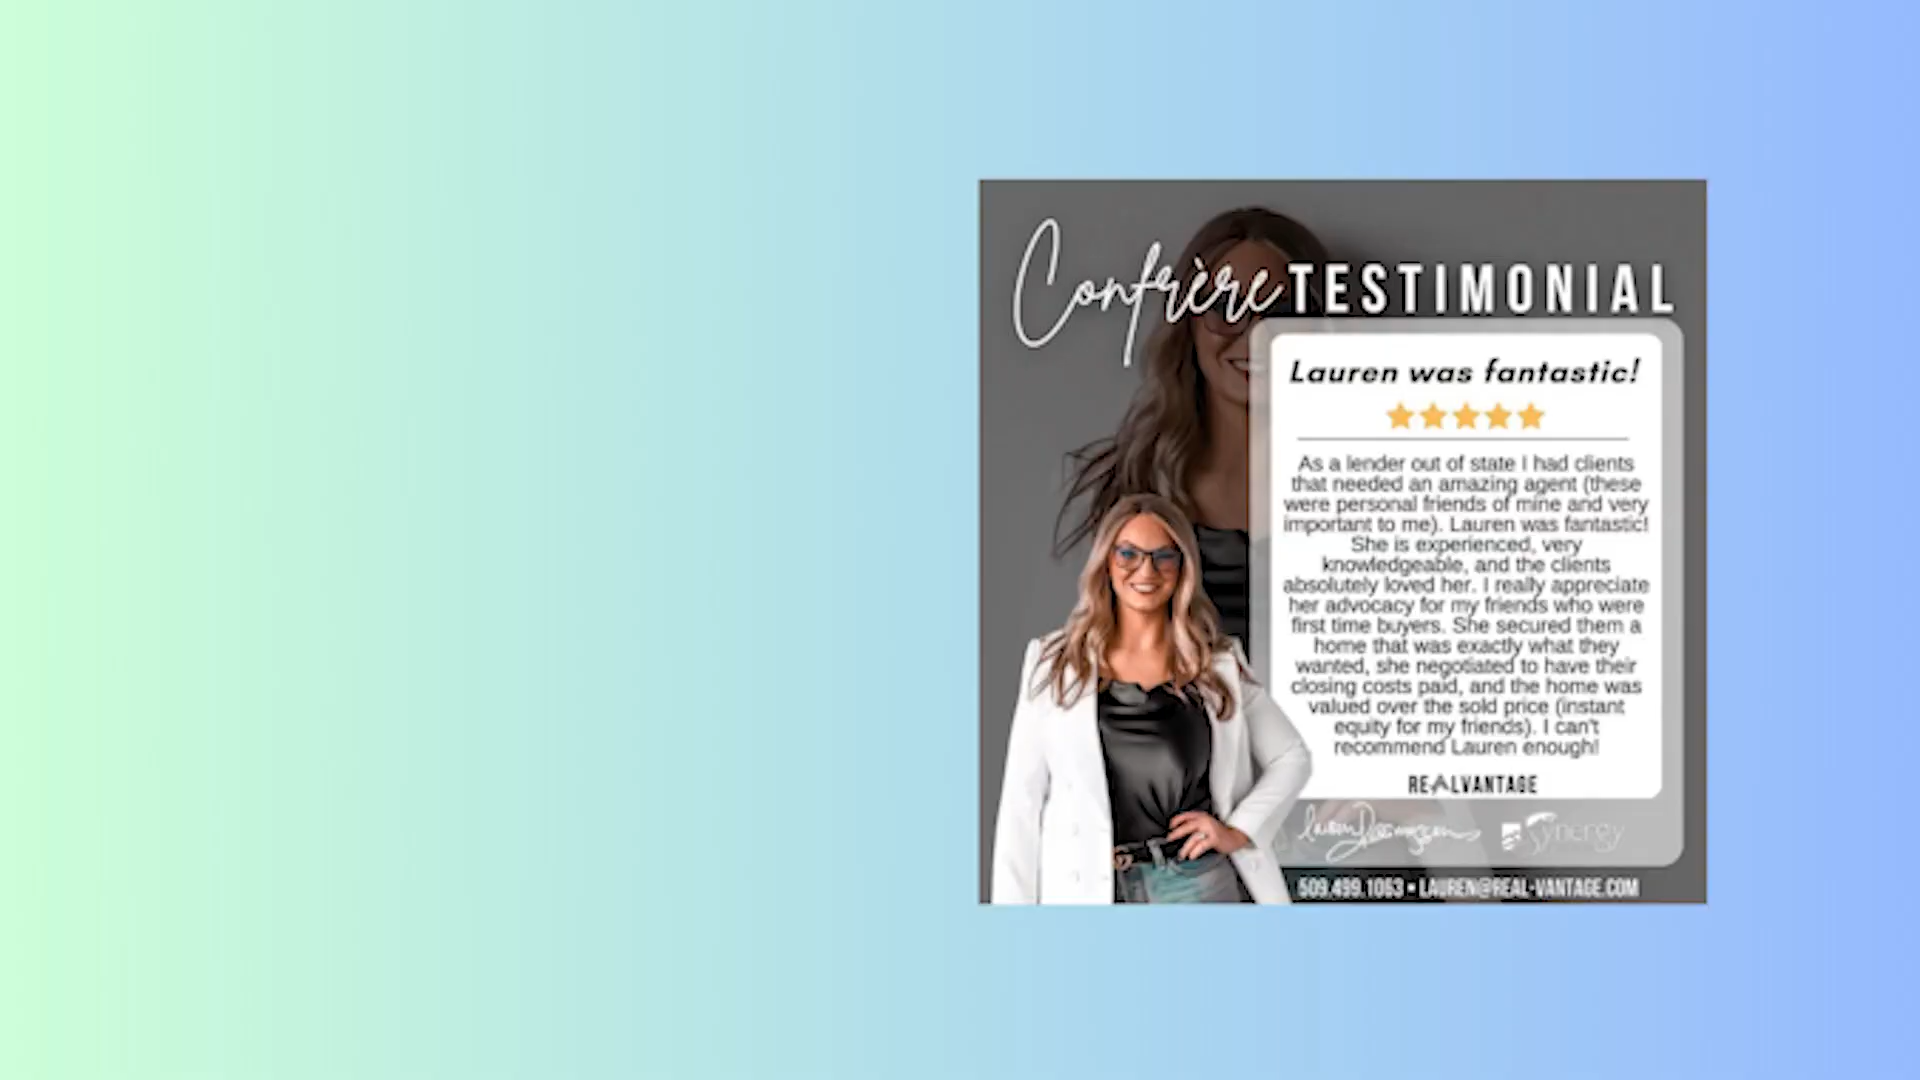 Confrère TESTIMONIAL
Lauren was fantastic!
As a lender out of state I had clients
that needed an amazing agent (these
were personal friends of mine and very
important to me). Lauren was fantastic!
She is experienced, very
knowledgeable, and the clients
absolutely loved her. I really appreciate
her advocacy for my friends who were
first time buyers. She secured them a
home that was exactly what they
wanted, she negotiated to have their
closing costs paid, and the home was
valued over the sold price (instant
equity for my friends). I can't
recommend Lauren enough!
REALVANTAGE
Lauren
Synergy
509.499.1063 • LAUREN@REAL-VANTAGE.COM